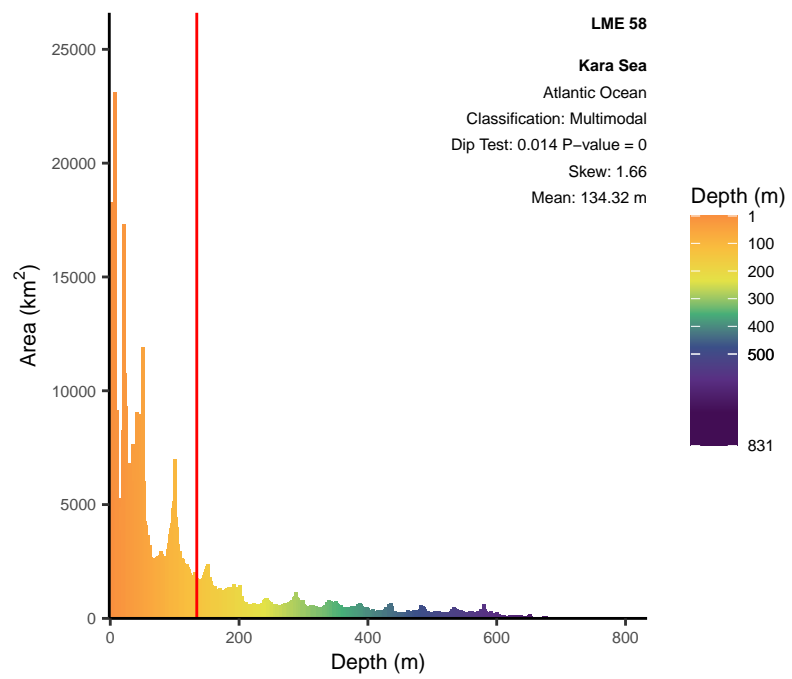 LME 58
Kara Sea
Atlantic Ocean
Classification: Multimodal
Dip Test: 0.014 P−value = 0
Skew: 1.66
Mean: 134.32 m
Area (km²)
25000
20000
15000
10000
5000
0
0 200 400 600 800
Depth (m)
Depth (m)
1
100
200
300
400
500
831